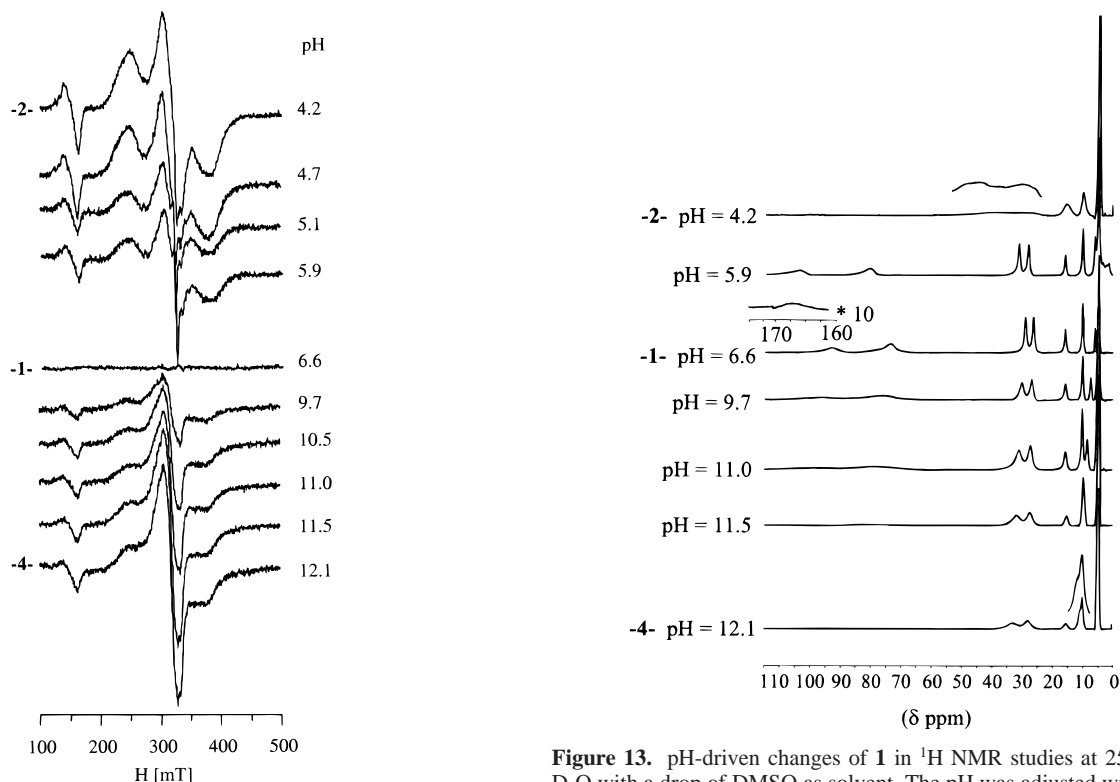 pH
-2-
4.2
4.7
5.1
5.9
-1-
6.6
9.7
10.5
11.0
11.5
-4-
12.1
100 200 300 400 500
H [mT]
-2- pH = 4.2
pH = 5.9
* 10
170 160
-1- pH = 6.6
pH = 9.7
pH = 11.0
pH = 11.5
-4- pH = 12.1
110 100 90 80 70 60 50 40 30 20 10 0
(δ ppm)
Figure 13. pH-driven changes of 1 in ¹H NMR studies at
D₂O with a drop of DMSO as solvent. The pH was adjusted